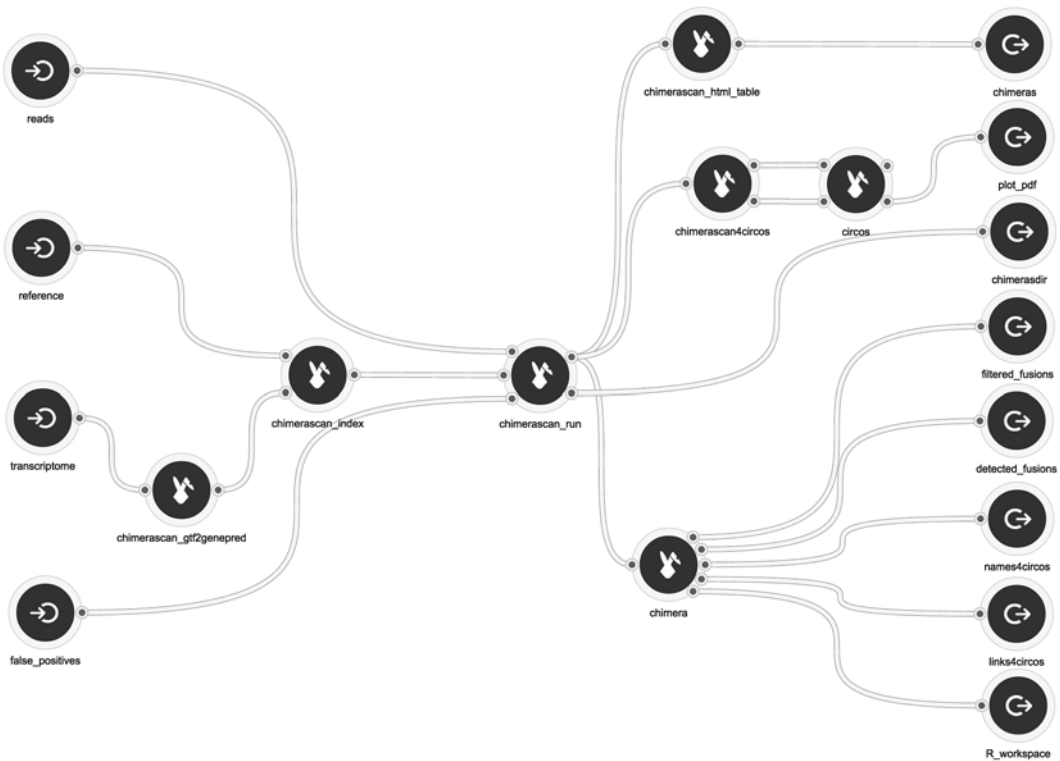 reads
reference
transcriptome
chimerascan_gtf2genepred
false_positives
chimerascan_index
chimerascan_run
chimerascan_html_table
chimerascan4circos
circos
chimera
chimeras
plot_pdf
chimerasdir
filtered_fusions
detected_fusions
names4circos
links4circos
R_workspace